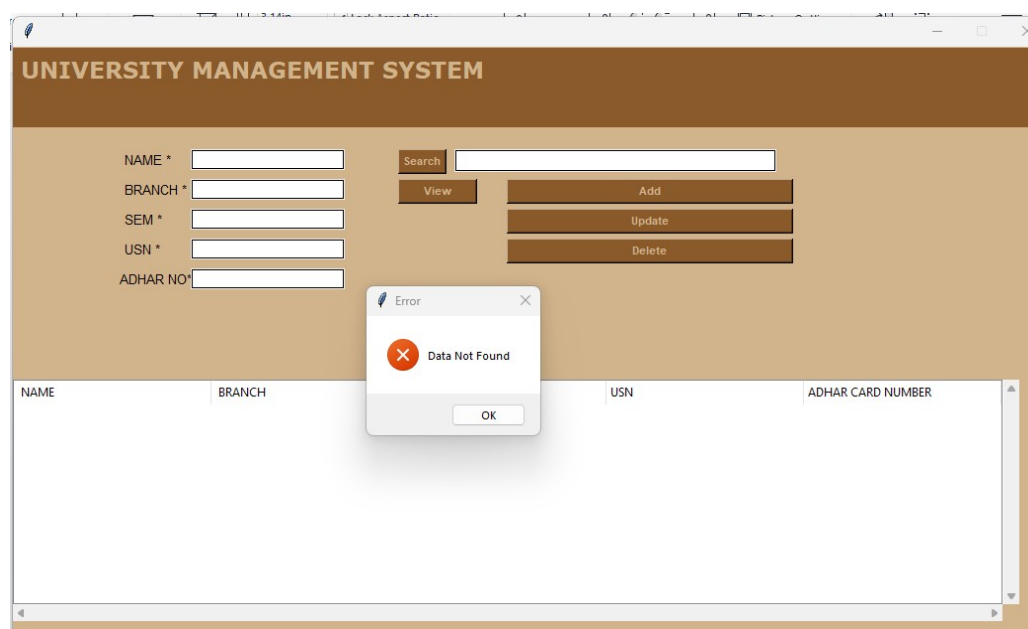 UNIVERSITY MANAGEMENT SYSTEM
NAME *
Search
BRANCH *
View
Add
SEM *
Update
USN *
Delete
ADHAR NO*
Error
Data Not Found
OK
NAME
BRANCH
USN
ADHAR CARD NUMBER